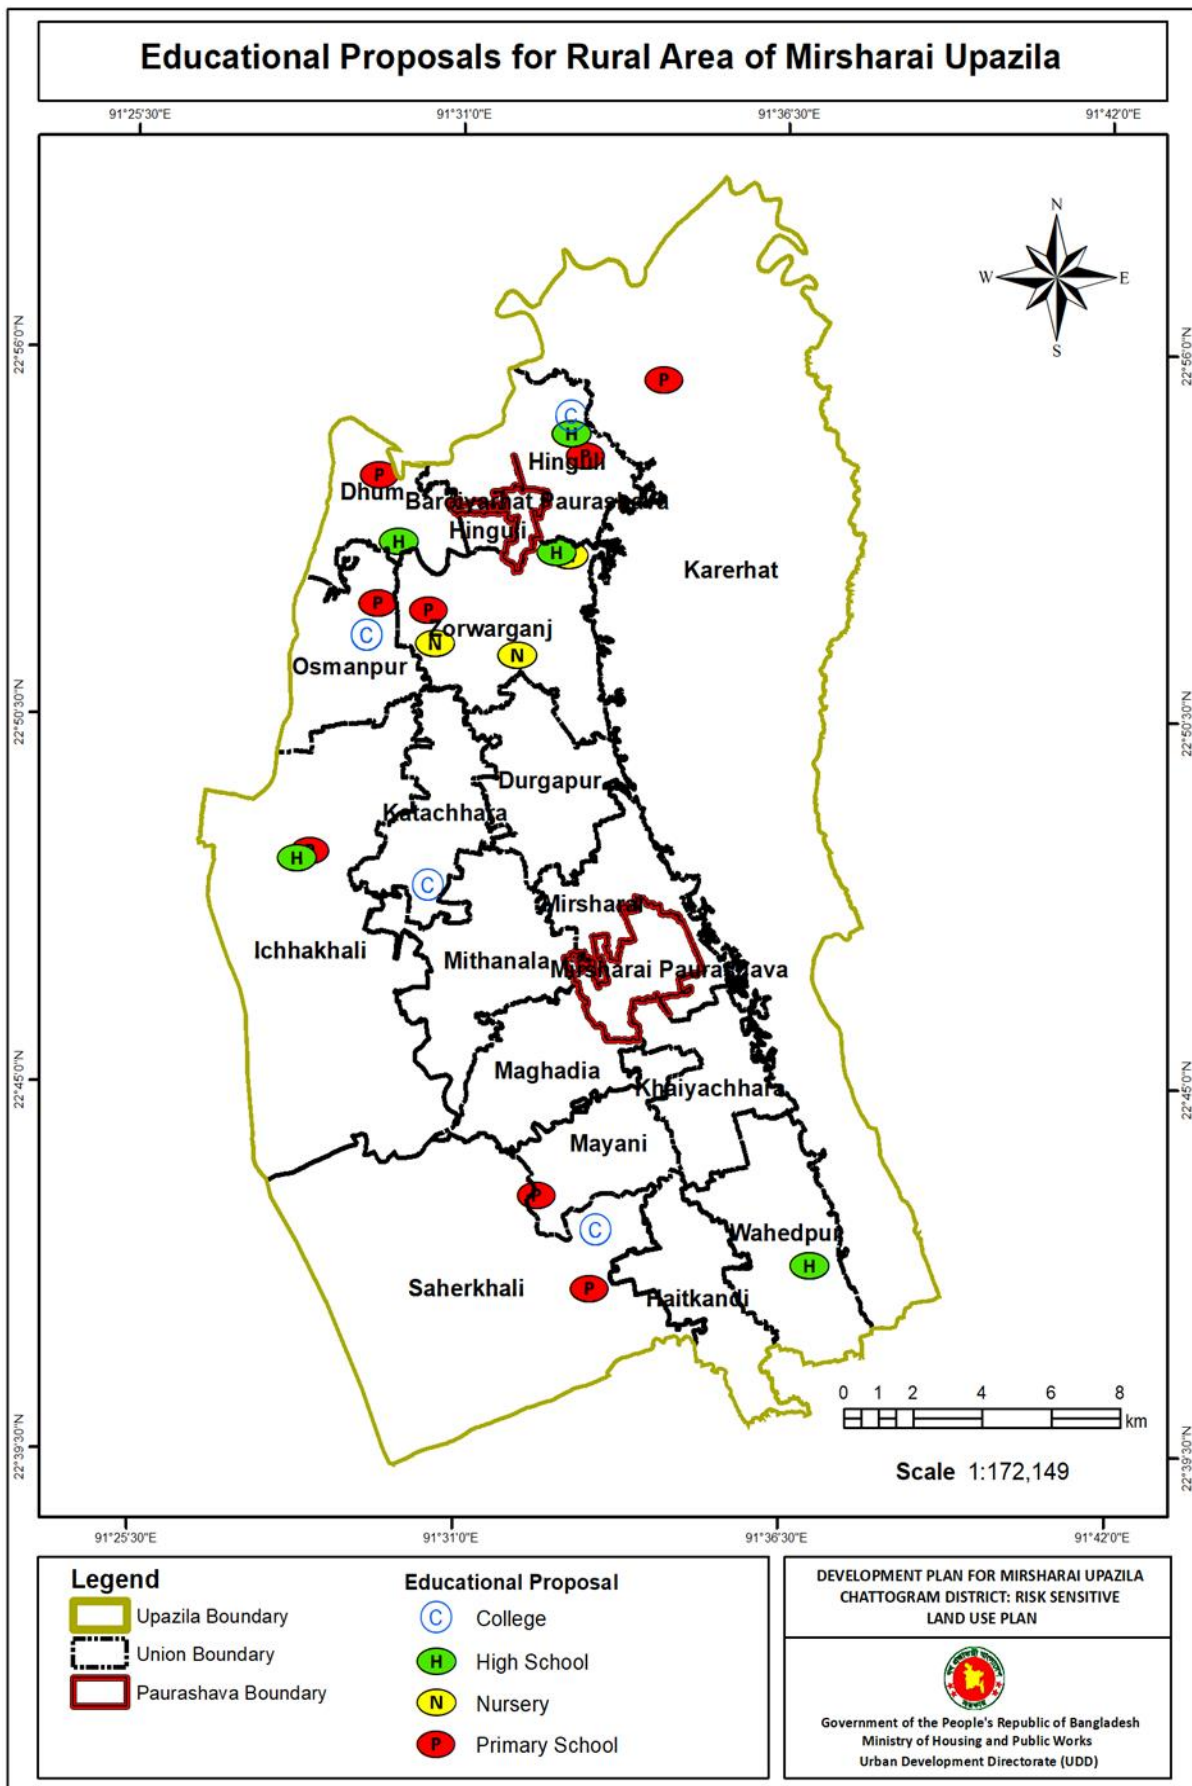 Educational Proposals for Rural Area of Mirsharai Upazila
91°25'30"E 91°31'0"E 91°36'30"E 91°42'0"E
N
W E
S
22°56'0"N 22°56'0"N
P
C
H
P
Hinguli
P
Dhum
Bardiyarhat Paurashava
Hinguli
H
H
Karerhat
P
P
C
Zorwarganj
N
N
Osmanpur
22°50'30"N 22°50'30"N
Durgapur
Katachhara
H
C
Mirsharai
Ichhakhali
Mithanala
Mirsharai Paurashava
Maghadia
Khaiyachhara
22°45'0"N 22°45'0"N
Mayani
P
C
Wahedpur
H
Saherkhali
P
Haitkandi
0 1 2 4 6 8
km
22°39'30"N 22°39'30"N
Scale 1:172,149
91°25'30"E 91°31'0"E 91°36'30"E 91°42'0"E
Legend
Upazila Boundary
Union Boundary
Paurashava Boundary
Educational Proposal
C College
H High School
N Nursery
P Primary School
DEVELOPMENT PLAN FOR MIRSHARAI UPAZILA
CHATTOGRAM DISTRICT: RISK SENSITIVE
LAND USE PLAN
Government of the People's Republic of Bangladesh
Ministry of Housing and Public Works
Urban Development Directorate (UDD)